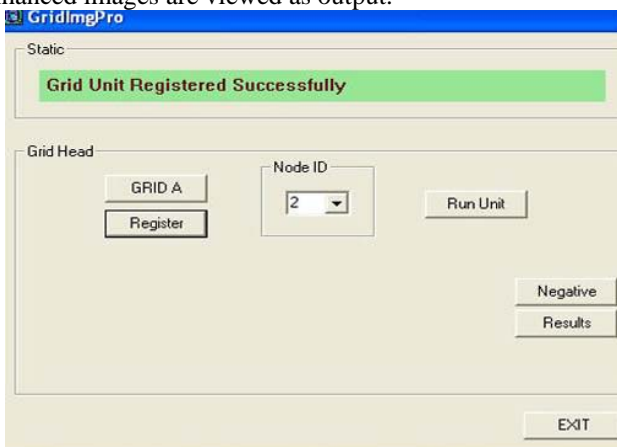 images are viewed as output.
GridImgPro
Static
Grid Unit Registered Successfully
Grid Head
Node ID
GRID A
2
Run Unit
Register
Negative
Results
EXIT